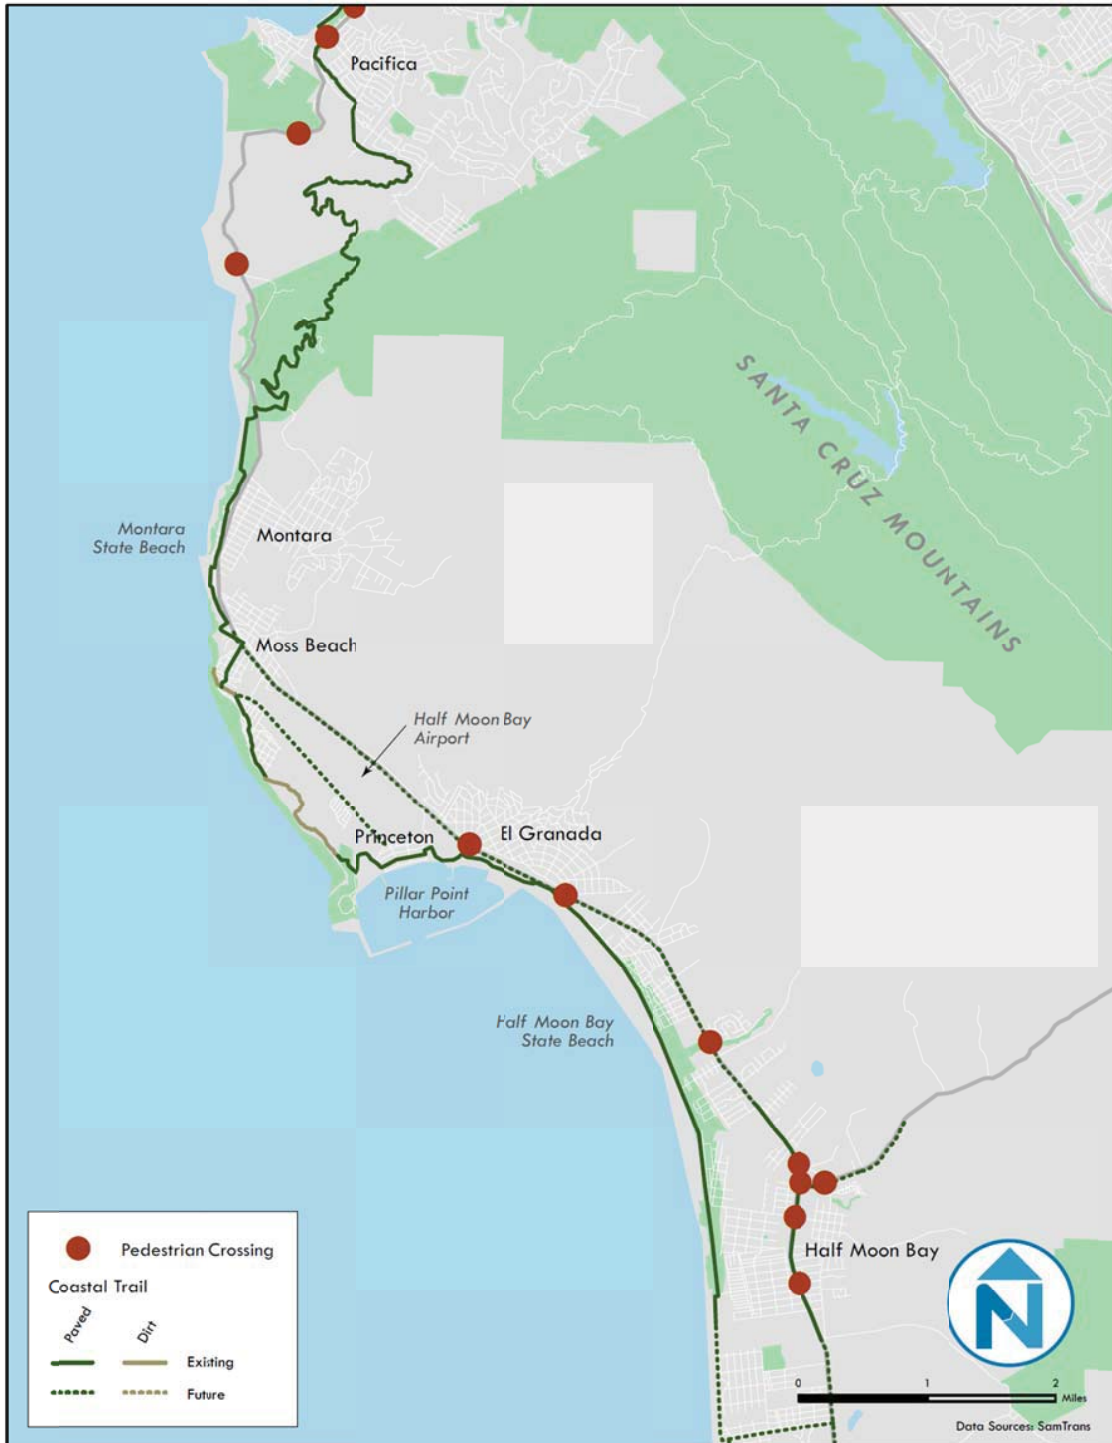 Pacifica
SANTA CRUZ MOUNTAINS
Montara
State Beach
Montara
Moss Beach
Half Moon Bay
Airport
Princeton
El Granada
Pillar Point
Harbor
Half Moon Bay
State Beach
Half Moon Bay
Pedestrian Crossing
Coastal Trail
Paved
Dirt
Existing
Future
N
0 1 2
Miles
Data Sources: SamTrans